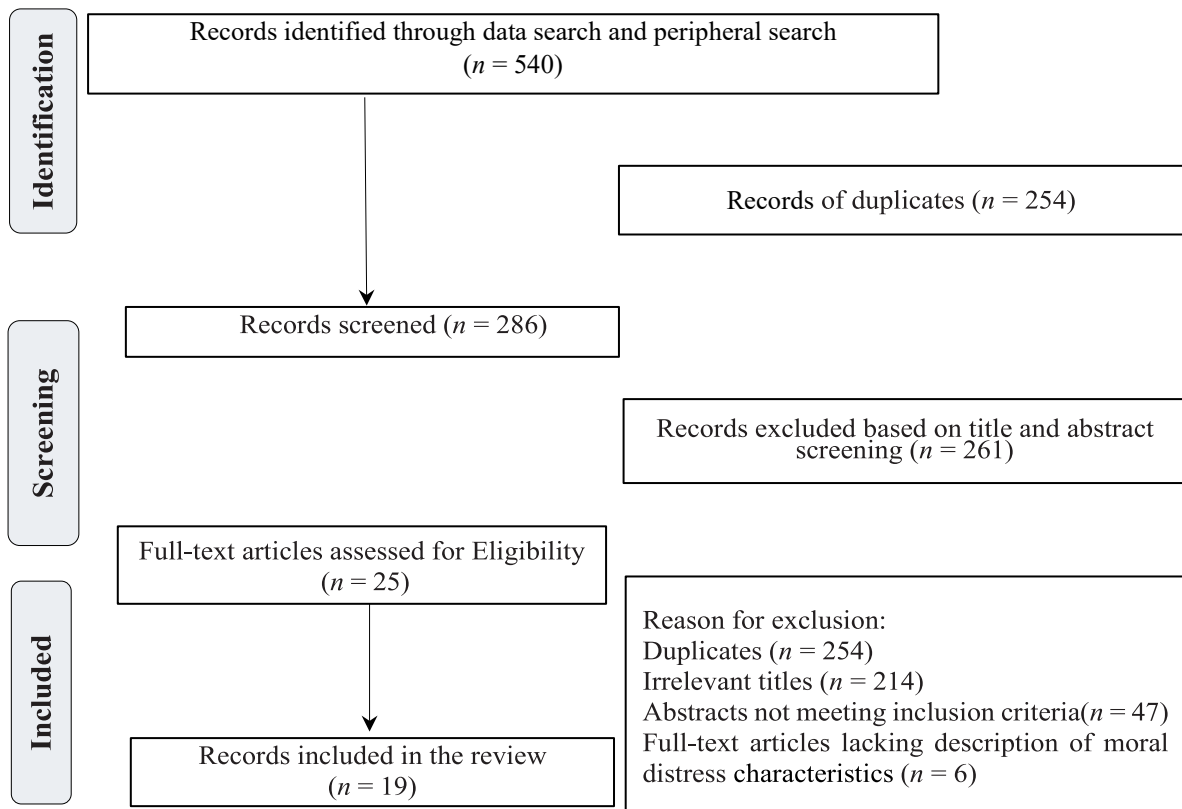 Identification
Records identified through data search and peripheral search
(n = 540)
Records of duplicates (n = 254)
Screening
Records screened (n = 286)
Records excluded based on title and abstract
screening (n = 261)
Full-text articles assessed for Eligibility
(n = 25)
Included
Reason for exclusion:
Duplicates (n = 254)
Irrelevant titles (n = 214)
Abstracts not meeting inclusion criteria(n = 47)
Full-text articles lacking description of moral
distress characteristics (n = 6)
Records included in the review
(n = 19)